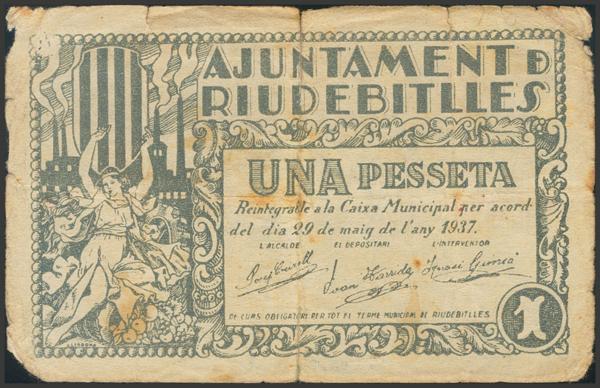 AJUNTAMENT D
RIUDEBITLLES
UNA PESSETA
Reintegrable a la Caixa Municipal per acord
del dia 29 de maig de l'any 1937.
L'ALCALDE EL DEPOSITARI L'INTERVENTOR
Joan
DE CURS OBLIGATORI PER TOT EL TERME MUNICIPAL DE RIUDEBITLLES
1